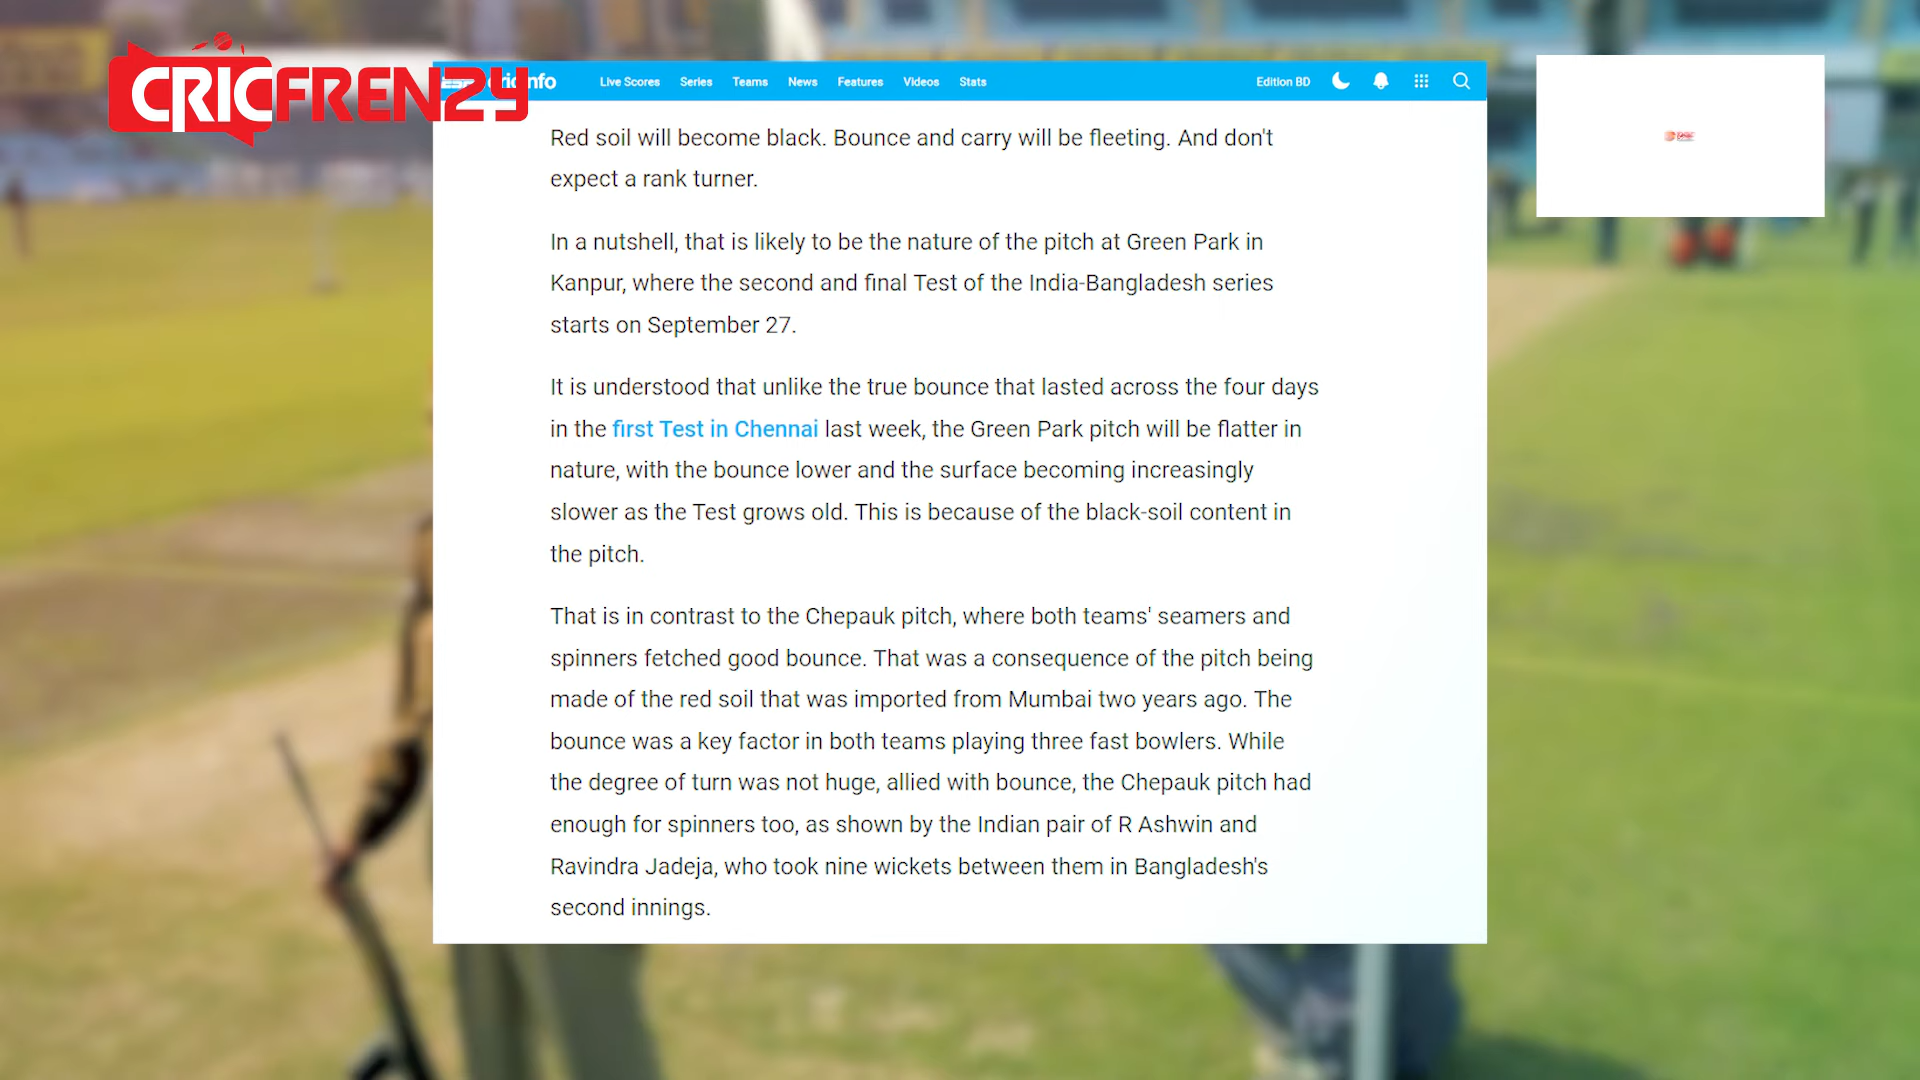 CRICFRENZY
Live Scores Series Teams News Features Videos Stats Edition BD
Red soil will become black. Bounce and carry will be fleeting. And don't
expect a rank turner.
In a nutshell, that is likely to be the nature of the pitch at Green Park in
Kanpur, where the second and final Test of the India-Bangladesh series
starts on September 27.
It is understood that unlike the true bounce that lasted across the four days
in the first Test in Chennai last week, the Green Park pitch will be flatter in
nature, with the bounce lower and the surface becoming increasingly
slower as the Test grows old. This is because of the black-soil content in
the pitch.
That is in contrast to the Chepauk pitch, where both teams' seamers and
spinners fetched good bounce. That was a consequence of the pitch being
made of the red soil that was imported from Mumbai two years ago. The
bounce was a key factor in both teams playing three fast bowlers. While
the degree of turn was not huge, allied with bounce, the Chepauk pitch had
enough for spinners too, as shown by the Indian pair of R Ashwin and
Ravindra Jadeja, who took nine wickets between them in Bangladesh's
second innings.